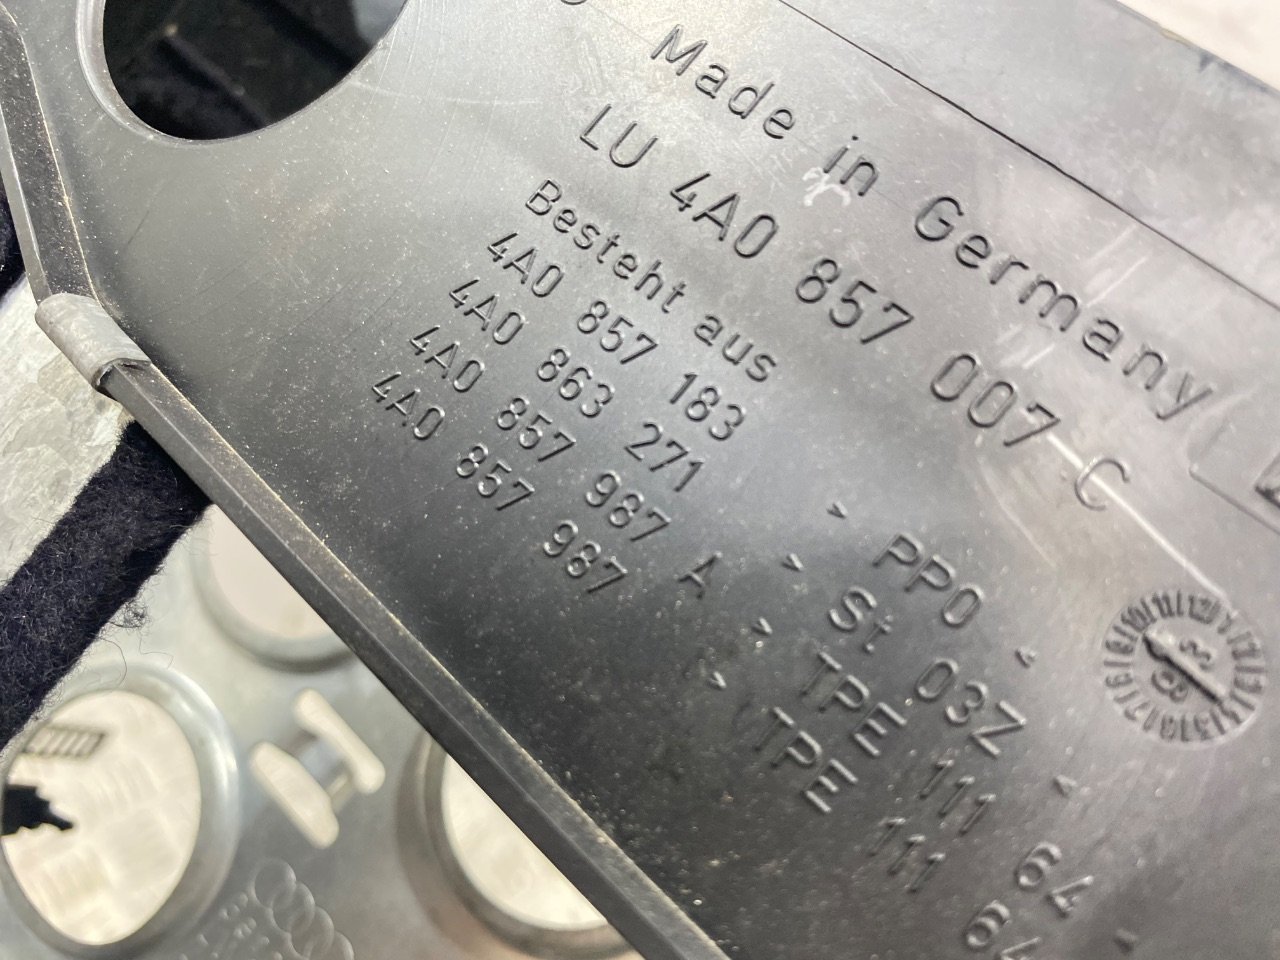 Made in Germany
LU 4A0 857 007 C
Besteht aus
4A0 857 183 > PPO <
4A0 863 271 > St 03Z <
4A0 857 987 A > TPE 111 64 <
4A0 857 987 > TPE 111 64